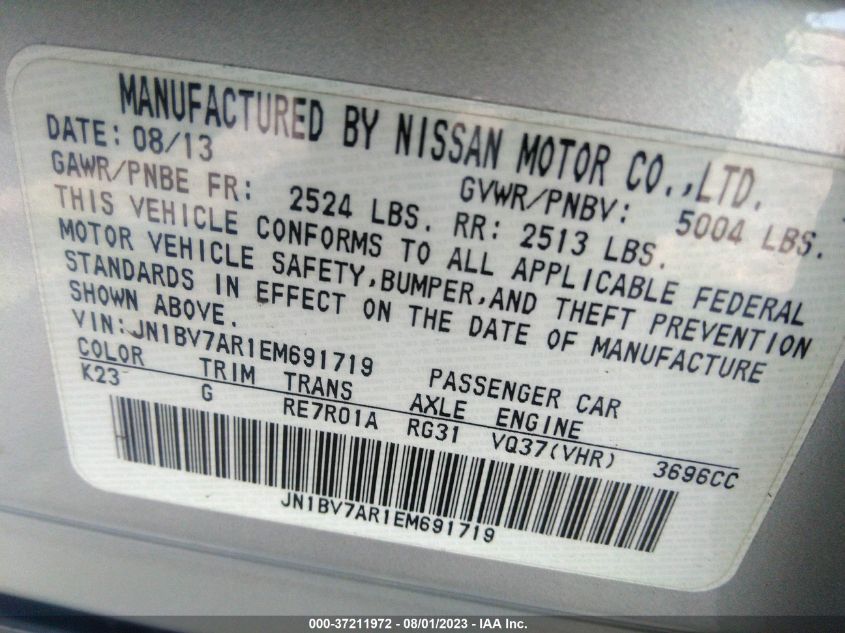 MANUFACTURED BY NISSAN MOTOR CO.,LTD.
DATE: 08/13 GVWR/PNBV: 5004 LBS.
GAWR/PNBE FR: 2524 LBS. RR: 2513 LBS.
THIS VEHICLE CONFORMS TO ALL APPLICABLE FEDERAL
MOTOR VEHICLE SAFETY,BUMPER,AND THEFT PREVENTION
STANDARDS IN EFFECT ON THE DATE OF MANUFACTURE
SHOWN ABOVE.
VIN:JN1BV7AR1EM691719 PASSENGER CAR
COLOR TRIM TRANS AXLE ENGINE
K23 G RE7R01A RG31 VQ37(VHR) 3696CC
JN1BV7AR1EM691719
000-37211972 - 08/01/2023 - IAA Inc.